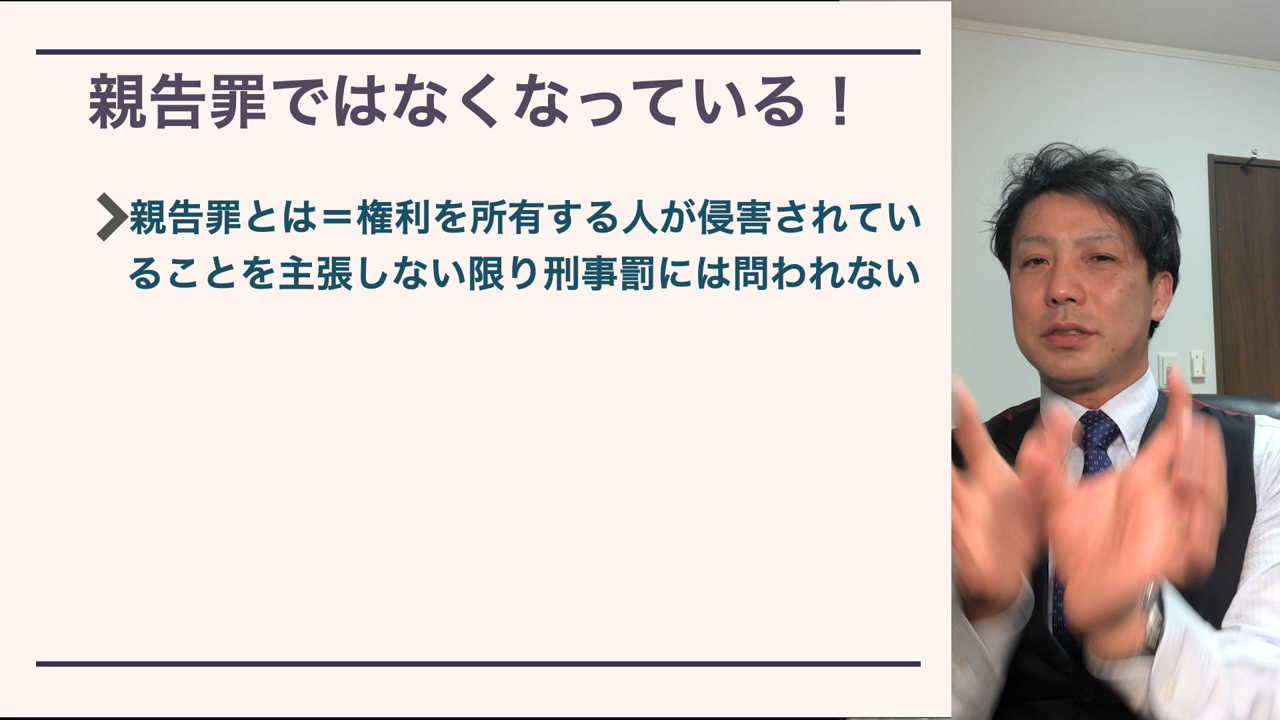 親告罪ではなくなっている！
親告罪とは＝権利を所有する人が侵害されてい
ることを主張しない限り刑事罰には問われない